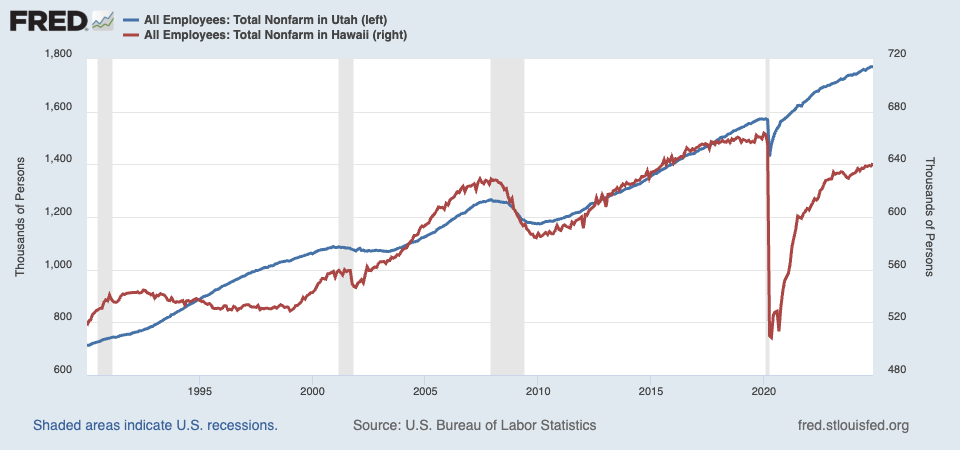 FRED
All Employees: Total Nonfarm in Utah (left)
All Employees: Total Nonfarm in Hawaii (right)
1,800
1,600
1,400
1,200
1,000
800
600
Thousands of Persons
720
680
640
600
560
520
480
Thousands of Persons
1995 2000 2005 2010 2015 2020
Shaded areas indicate U.S. recessions. Source: U.S. Bureau of Labor Statistics fred.stlouisfed.org